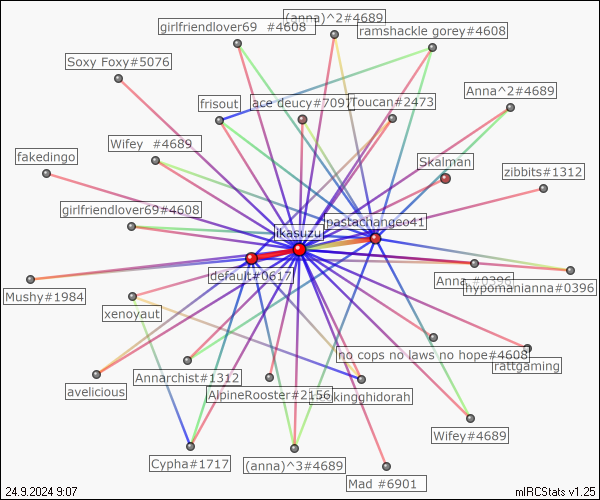 (anna)^2#4689
girlfriendlover69 #4608
ramshackle gorey#4608
Soxy Foxy#5076
Anna^2#4689
frisout
ace deucy#7097
Toucan#2473
Wifey #4689
fakedingo
Skalman
zibbits#1312
girlfriendlover69#4608
pastachangeo41
ikasuzu
default#0617
Anna #0396
hypomanianna#0396
Mushy#1984
xenoyaut
no cops no laws no hope#4608
rattgaming
Annarchist#1312
avelicious
AlpineRooster#2156
kingghidorah
Wifey#4689
Cypha#1717
(anna)^3#4689
Mad #6901
24.9.2024 9:07
mIRCStats v1.25